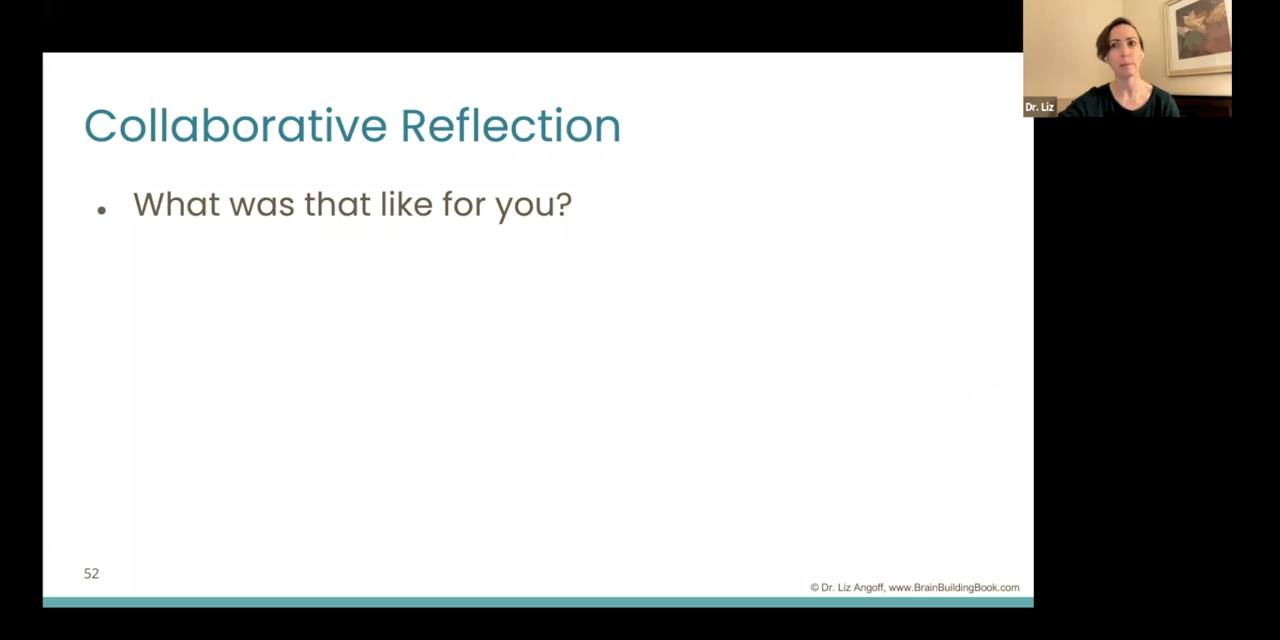 Collaborative Reflection
• What was that like for you?
Dr. Liz
52
© Dr. Liz Angoff, www.BrainBuildingBook.com